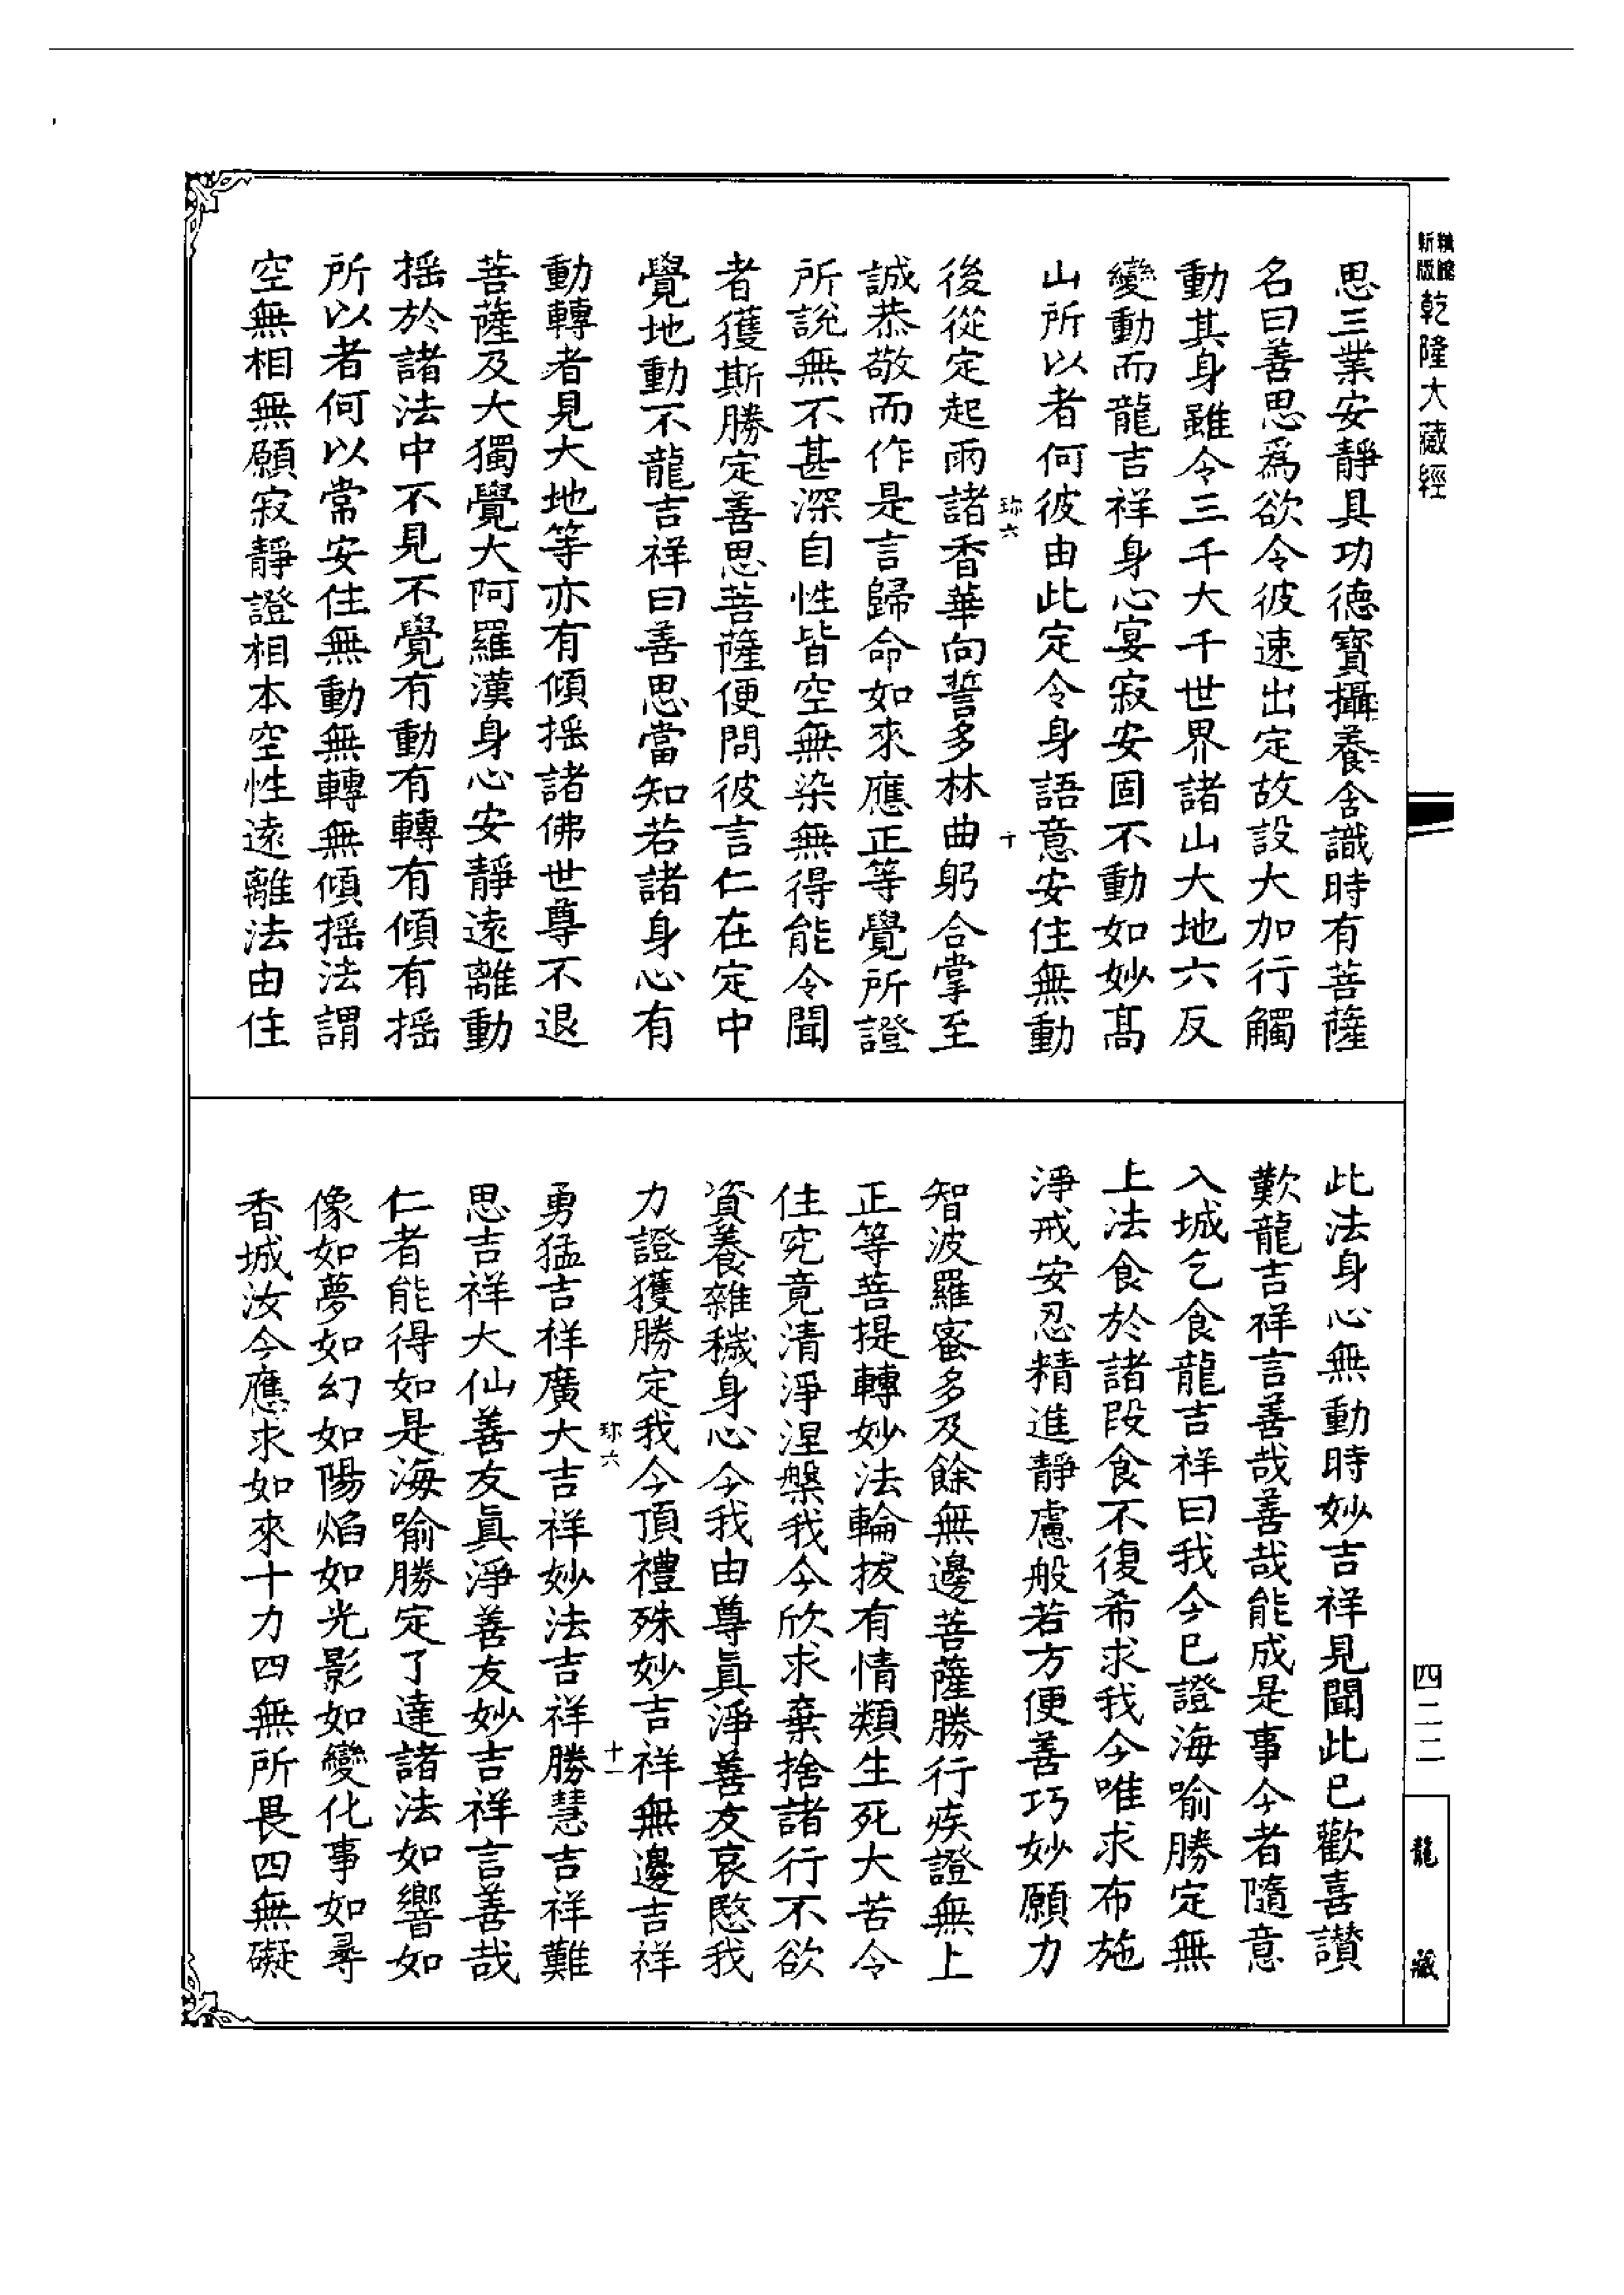 新版
精縮
乾隆大藏經
思三業安靜具功德寶攝養含識時有菩薩
名曰善思爲欲令彼速出定故設大加行觸
動其身雖令三千大千世界諸山大地六反
變動而龍吉祥身心宴寂安固不動如妙高
山所以者何彼由此定令身語意安住無動
珎六
十
後從定起雨諸香華向誓多林曲躬合掌至
誠恭敬而作是言歸命如來應正等覺所證
所說無不甚深自性皆空無染無得能令聞
者獲斯勝定善思菩薩便問彼言仁在定中
覺地動不龍吉祥曰善思當知若諸身心有
動轉者見大地等亦有傾搖諸佛世尊不退
菩薩及大獨覺大阿羅漢身心安靜遠離動
搖於諸法中不見不覺有動有轉有傾有搖
所以者何以常安住無動無轉無傾搖法謂
空無相無願寂靜證相本空性遠離法由住
此法身心無動時妙吉祥見聞此已歡喜讃
歎龍吉祥言善哉善哉能成是事今者隨意
入城乞食龍吉祥曰我今已證海喻勝定無
上法食於諸段食不復希求我今唯求布施
淨戒安忍精進靜慮般若方便善巧妙願力
智波羅蜜多及餘無邊菩薩勝行疾證無上
正等菩提轉妙法輪拔有情類生死大苦令
住究竟清淨涅槃我今欣求棄捨諸行不欲
資養雜穢身心今我由尊眞淨善友哀愍我
力證獲勝定我今頂禮殊妙吉祥無邊吉祥
珎六
十一
勇猛吉祥廣大吉祥妙法吉祥勝慧吉祥難
思吉祥大仙善友眞淨善友妙吉祥言善哉
仁者能得如是海喻勝定了達諸法如響如
像如夢如幻如陽焰如光影如變化事如尋
香城汝今應求如來十力四無所畏四無礙
四二二
龍藏